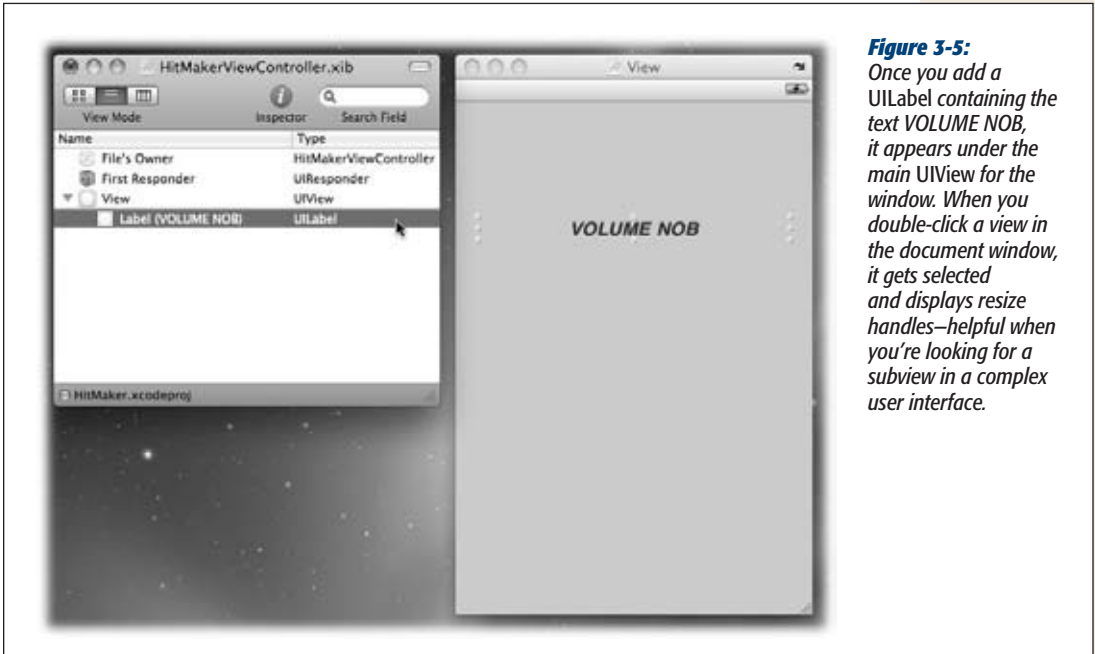 HitMakerViewController.xib
View Mode
Inspector
Search Field
Name
Type
File's Owner
HitMakerViewController
First Responder
UIResponder
View
UIView
Label (VOLUME NOB)
UILabel
HitMaker.xcodeproj
View
VOLUME NOB
Figure 3-5:
Once you add a
UILabel containing the
text VOLUME NOB,
it appears under the
main UIView for the
window. When you
double-click a view in
the document window,
it gets selected
and displays resize
handles—helpful when
you're looking for a
subview in a complex
user interface.